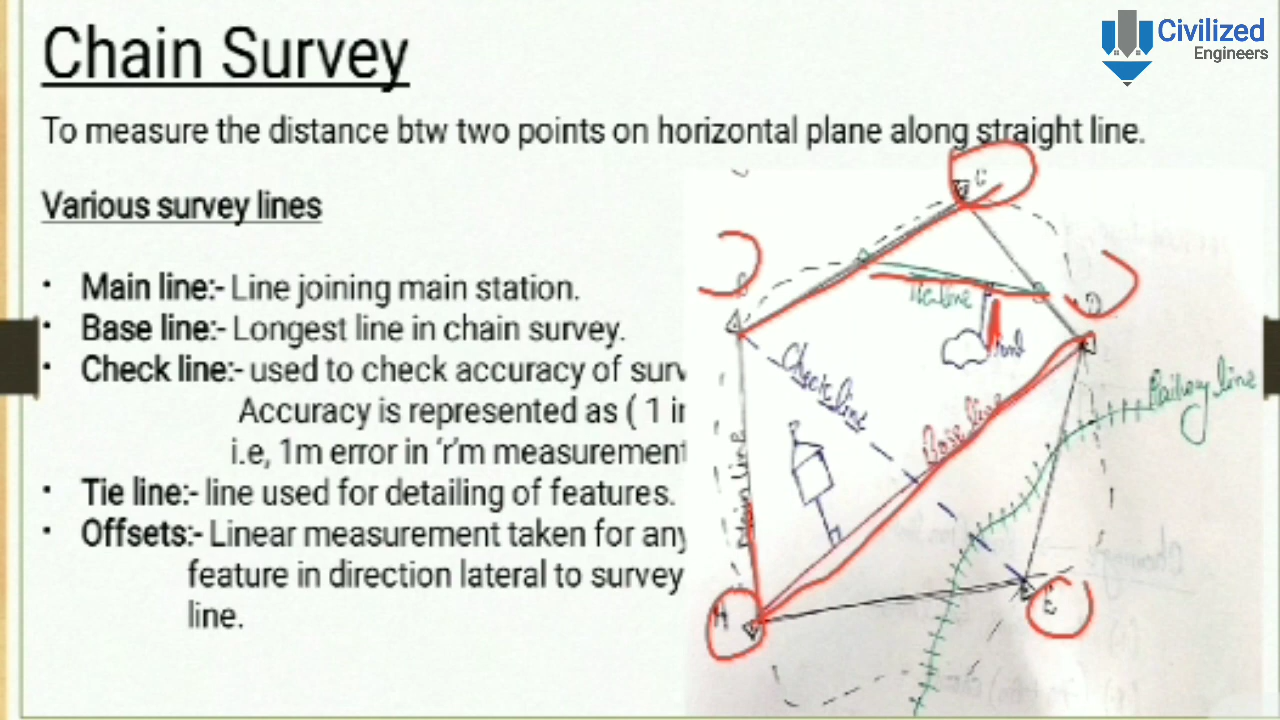 Chain Survey
Civilized
Engineers
To measure the distance btw two points on horizontal plane along straight line.
Various survey lines
• Main line:- Line joining main station.
• Base line:- Longest line in chain survey.
• Check line:- used to check accuracy of surv
Accuracy is represented as ( 1 in
i.e, 1m error in 'r'm measurement
• Tie line:- line used for detailing of features.
• Offsets:- Linear measurement taken for any
feature in direction lateral to survey
line.
C
Tie line
D
Check line
Railway line
Base line
Main line
A
E